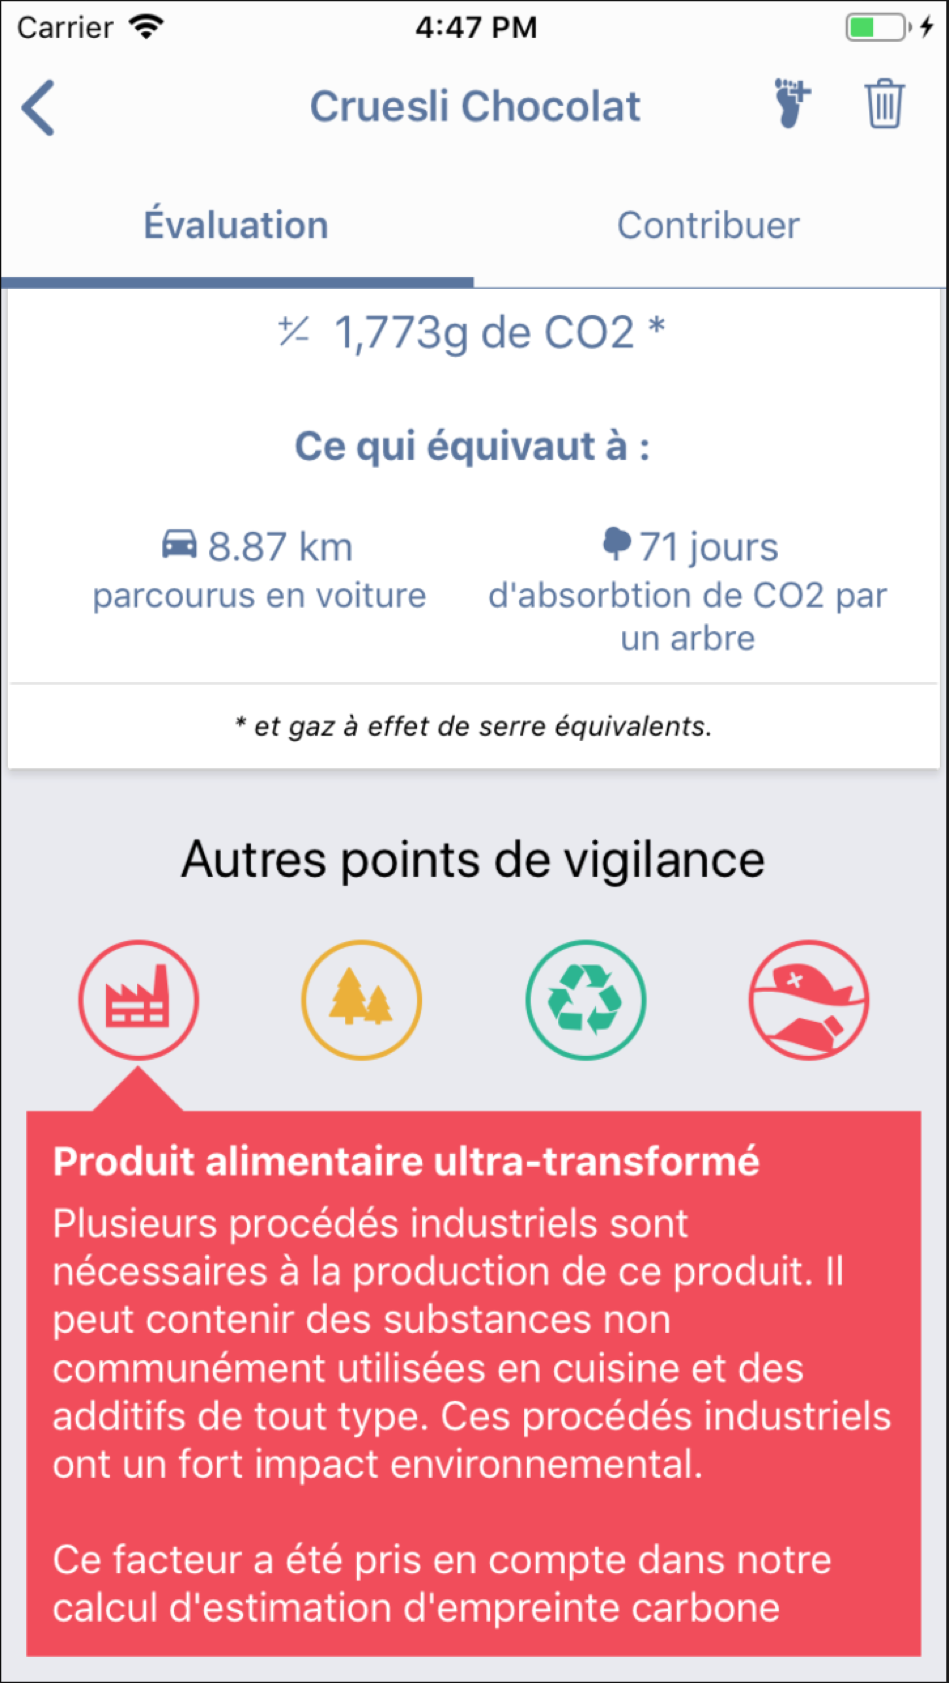 Carrier
4:47 PM
Cruesli Chocolat
Évaluation
Contribuer
+/- 1,773g de CO2 *
Ce qui équivaut à :
8.87 km
parcourus en voiture
71 jours
d'absorbtion de CO2 par
un arbre
* et gaz à effet de serre équivalents.
Autres points de vigilance
Produit alimentaire ultra-transformé
Plusieurs procédés industriels sont
nécessaires à la production de ce produit. Il
peut contenir des substances non
communément utilisées en cuisine et des
additifs de tout type. Ces procédés industriels
ont un fort impact environnemental.
Ce facteur a été pris en compte dans notre
calcul d'estimation d'empreinte carbone